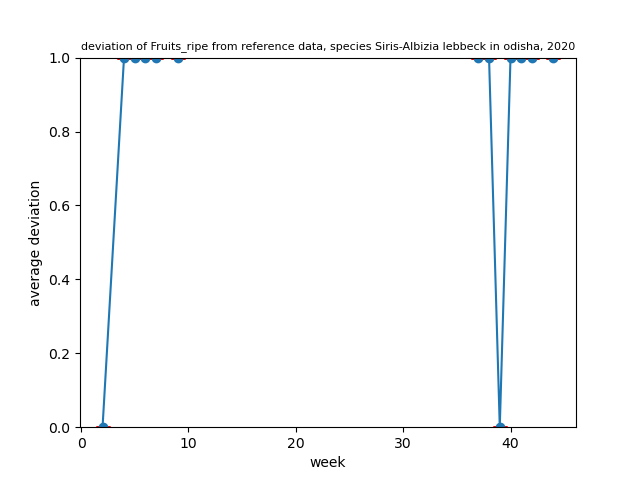 deviation of Fruits_ripe from reference data, species Siris-Albizia lebbeck in odisha, 2020
1.0
0.8
0.6
0.4
0.2
0.0
average deviation
0 10 20 30 40
week